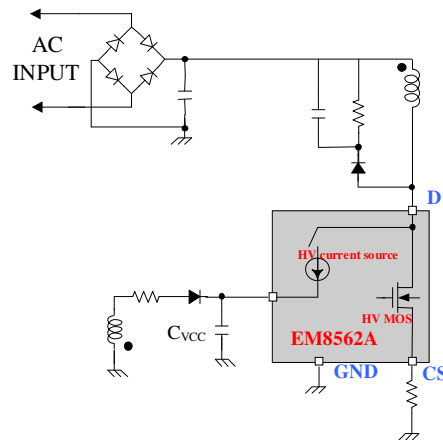 AC
INPUT
D
HV current source
HV MOS
CVCC
EM8562A
GND
CS